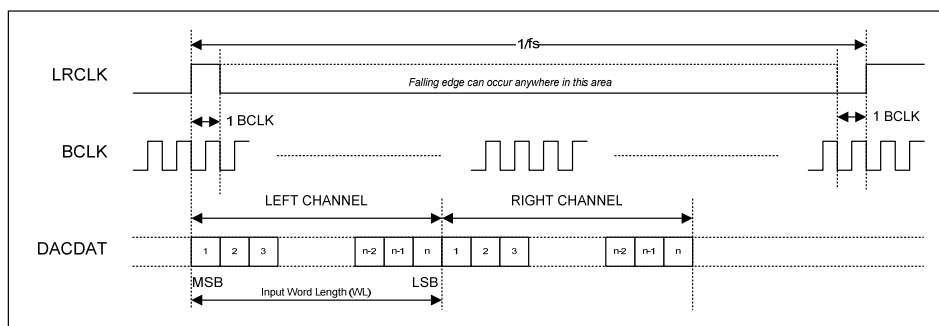 1/fs
LRCLK
Falling edge can occur anywhere in this area
1 BCLK
1 BCLK
BCLK
LEFT CHANNEL
RIGHT CHANNEL
DACDAT
1 2 3 n-2 n-1 n 1 2 3 n-2 n-1 n
MSB
LSB
Input Word Length (WL)